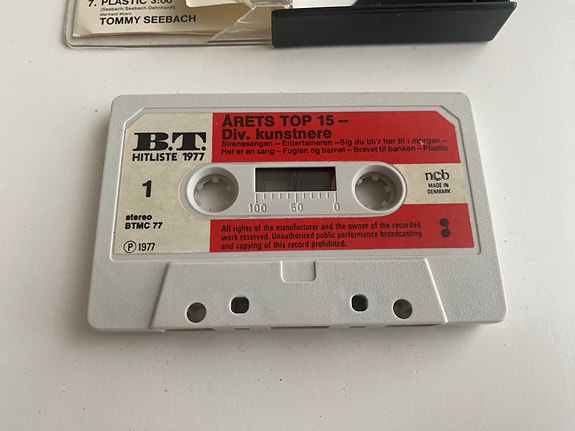 7. PLASTIC 3:00
(Seebach/Seebach-Dahnhardt)
Mermaid Music
TOMMY SEEBACH
B.T.
HITLISTE 1977
1
stereo
BTMC 77
Ⓟ 1977
ÅRETS TOP 15 —
Div. kunstnere
Sirenesangen – Entertaineren – Sig du bli'r her til i morgen –
Her er en sang – Fuglen og barnet – Brevet til banken – Plastic
100 50 0
ncb
MADE IN
DENMARK
All rights of the manufacturer and the owner of the recorded
work reserved. Unauthorized public performance broadcasting
and copying of this record prohibited.